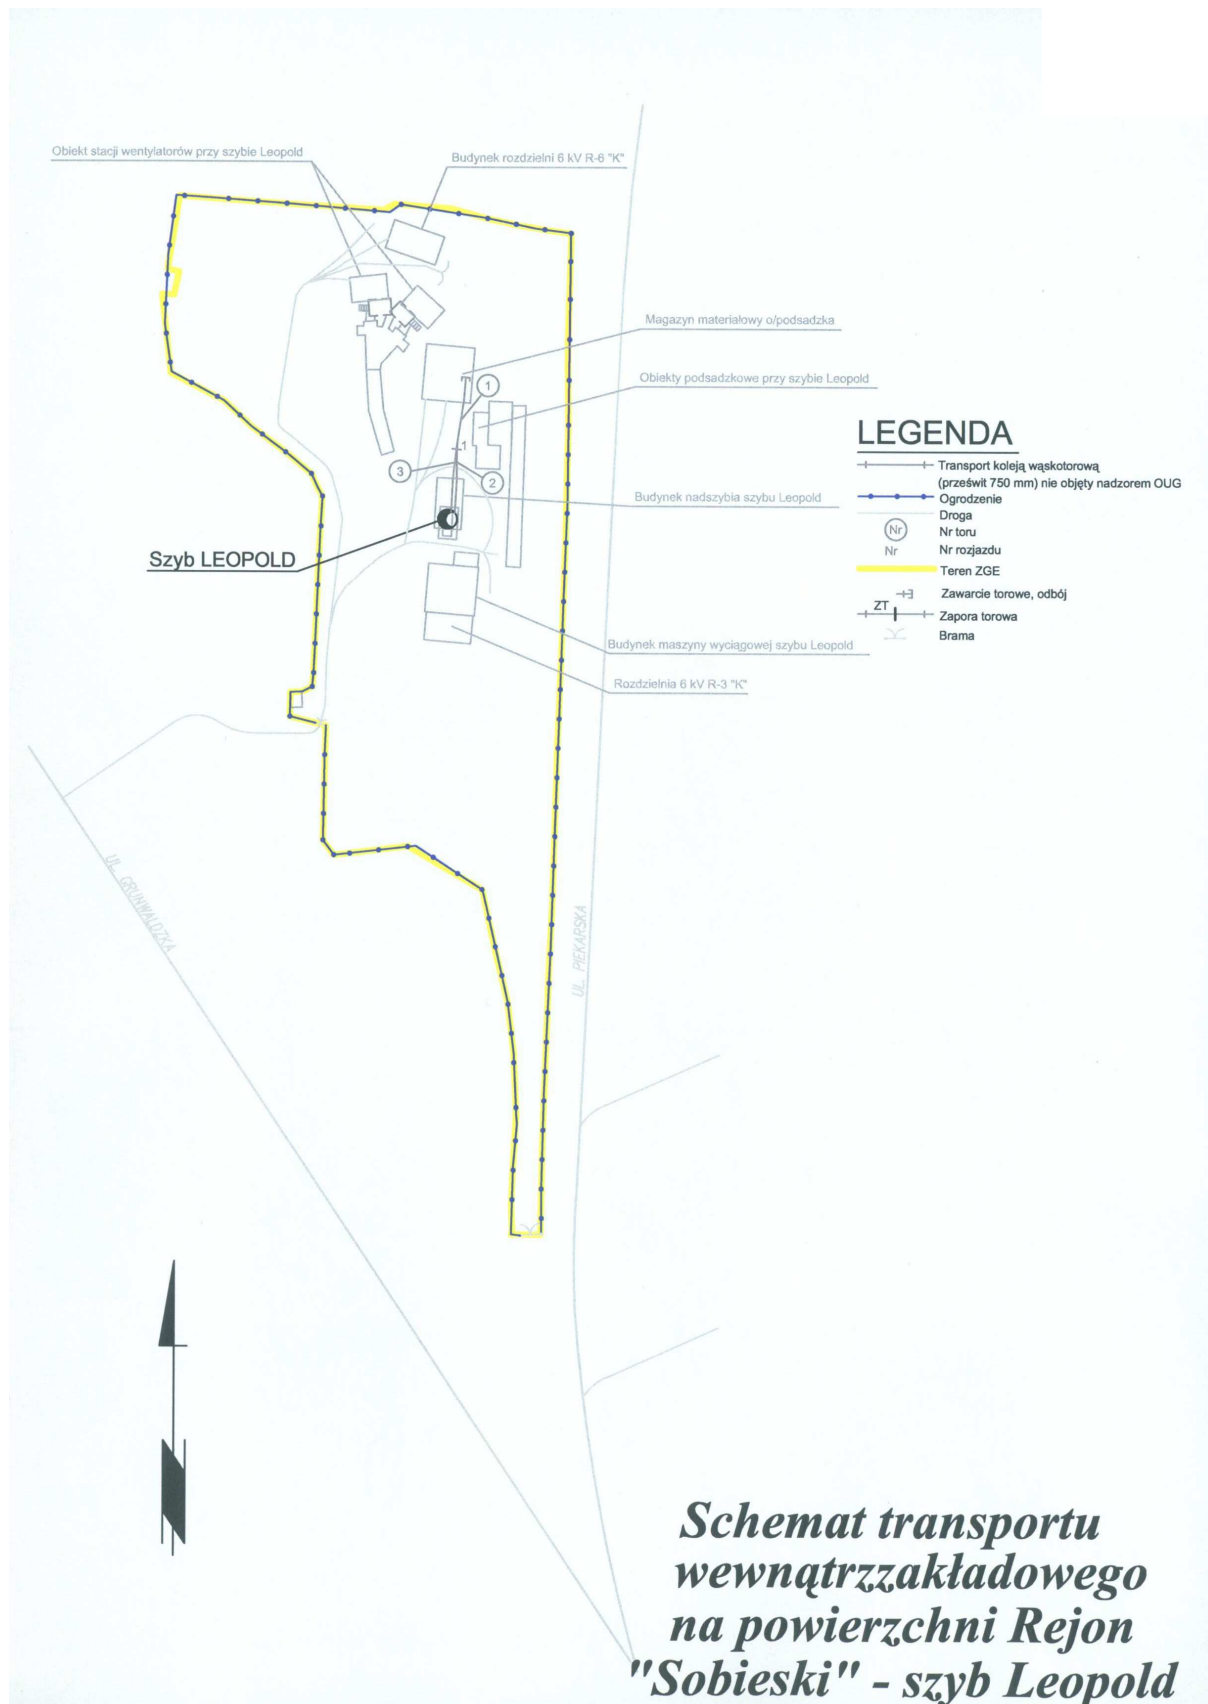 Obiekt stacji wentylatorów przy szybie Leopold
Budynek rozdzielni 6 kV R-6 "K"
Magazyn materiałowy o/podsadzka
Obiekty podsadzkowe przy szybie Leopold
1
1
3
2
Budynek nadszybia szybu Leopold
Szyb LEOPOLD
Budynek maszyny wyciągowej szybu Leopold
Rozdzielnia 6 kV R-3 "K"
LEGENDA
Transport koleją wąskotorową
(prześwit 750 mm) nie objęty nadzorem OUG
Ogrodzenie
Droga
Nr Nr toru
Nr Nr rozjazdu
Teren ZGE
Zawarcie torowe, odbój
ZT Zapora torowa
Brama
UL. GRUNWALDZKA
UL. PIEKARSKA
Schemat transportu
wewnątrzzakładowego
na powierzchni Rejon
"Sobieski" - szyb Leopold